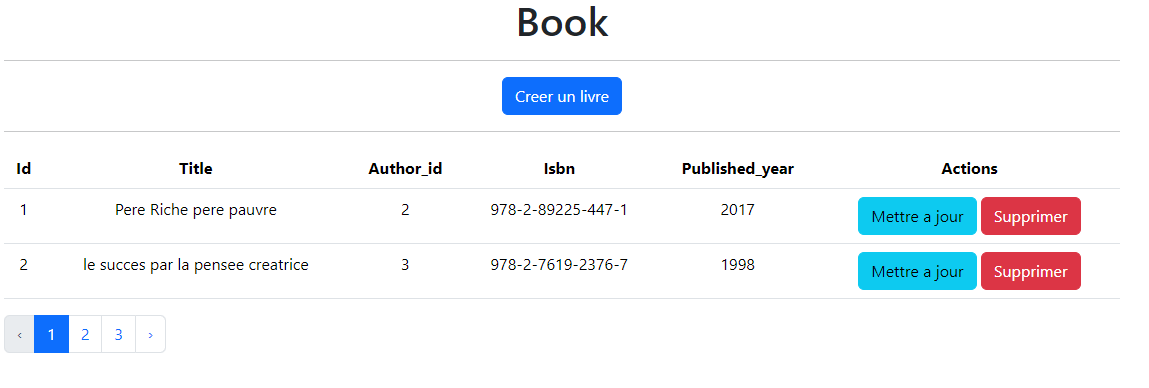 Book
Creer un livre
Id Title Author_id Isbn Published_year Actions
1 Pere Riche pere pauvre 2 978-2-89225-447-1 2017 Mettre a jour Supprimer
2 le succes par la pensee creatrice 3 978-2-7619-2376-7 1998 Mettre a jour Supprimer
‹ 1 2 3 ›